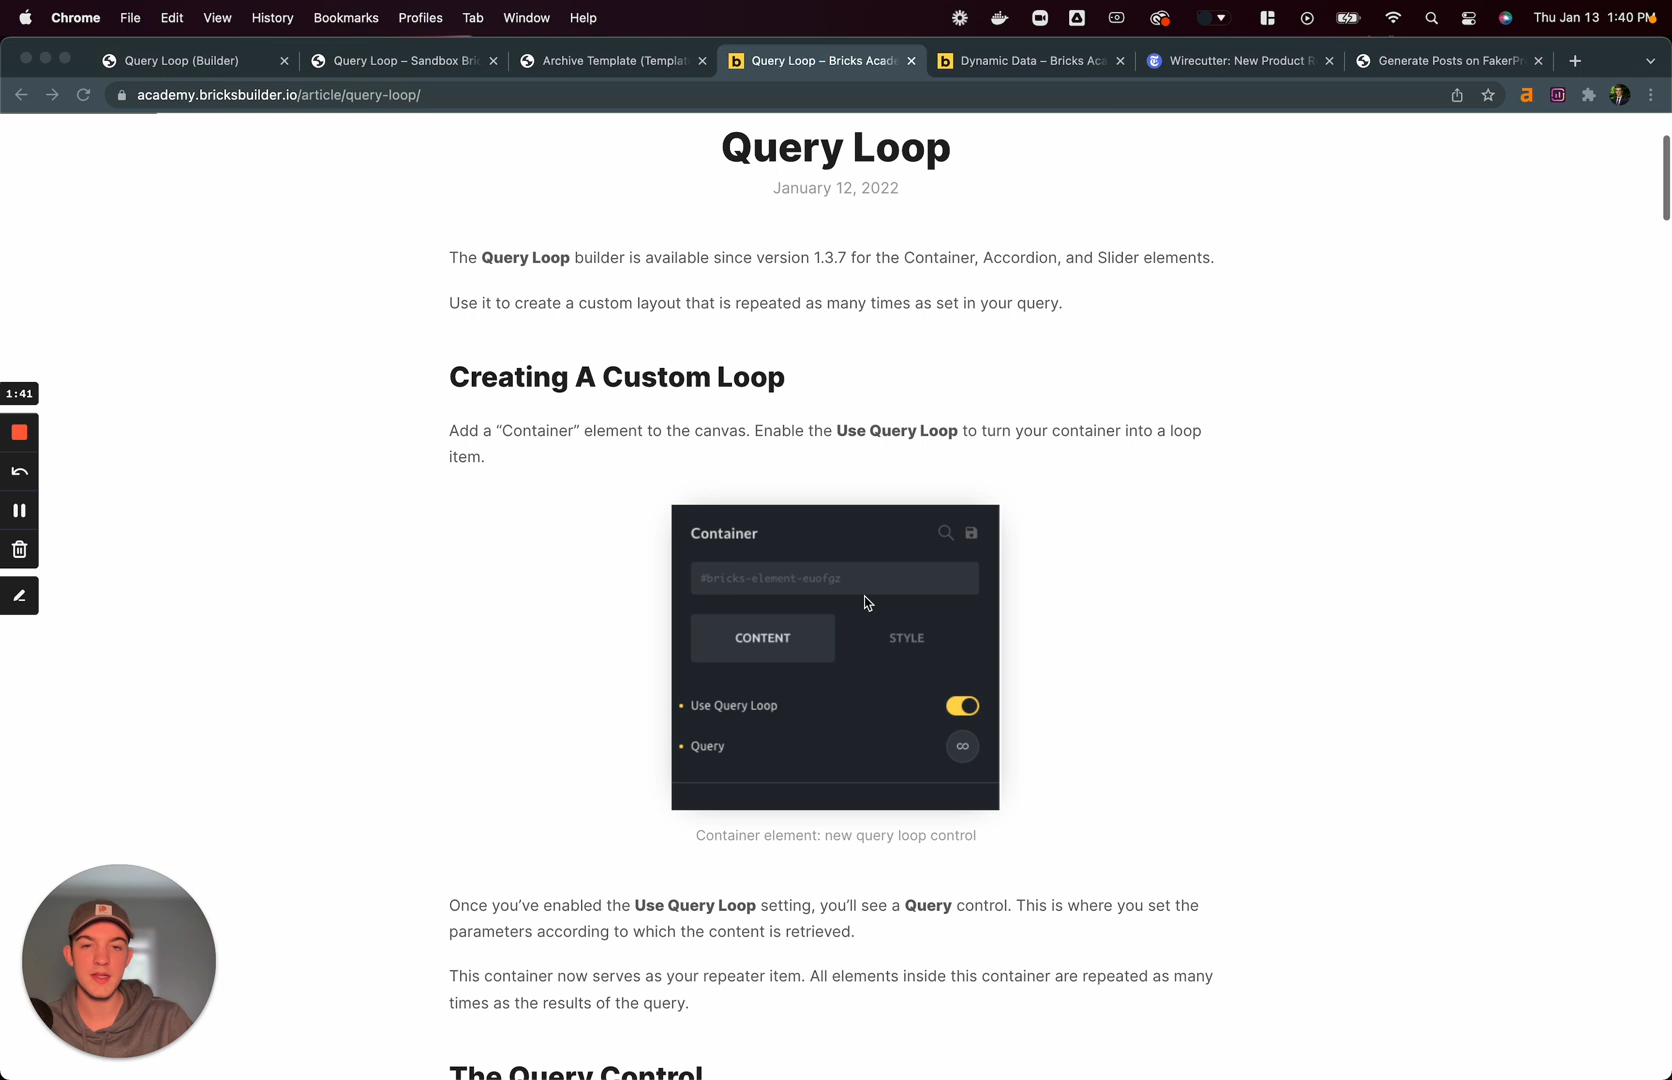 Chrome File Edit View History Bookmarks Profiles Tab Window Help Thu Jan 13 1:40 PM
Query Loop (Builder) Query Loop – Sandbox Bric Archive Template (Templat Query Loop – Bricks Acade Dynamic Data – Bricks Aca Wirecutter: New Product R Generate Posts on FakerPr
academy.bricksbuilder.io/article/query-loop/
Query Loop
January 12, 2022
The Query Loop builder is available since version 1.3.7 for the Container, Accordion, and Slider elements.
Use it to create a custom layout that is repeated as many times as set in your query.
Creating A Custom Loop
1:41
Add a “Container” element to the canvas. Enable the Use Query Loop to turn your container into a loop
item.
Container
#bricks-element-euofgz
CONTENT STYLE
Use Query Loop
Query
Container element: new query loop control
Once you’ve enabled the Use Query Loop setting, you’ll see a Query control. This is where you set the
parameters according to which the content is retrieved.
This container now serves as your repeater item. All elements inside this container are repeated as many
times as the results of the query.
The Query Control